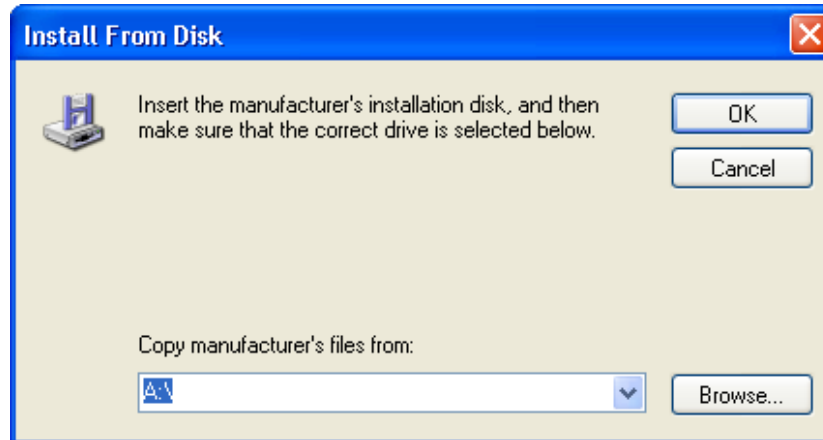 Install From Disk
Insert the manufacturer's installation disk, and then
make sure that the correct drive is selected below.
OK
Cancel
Copy manufacturer's files from:
A:\
Browse...